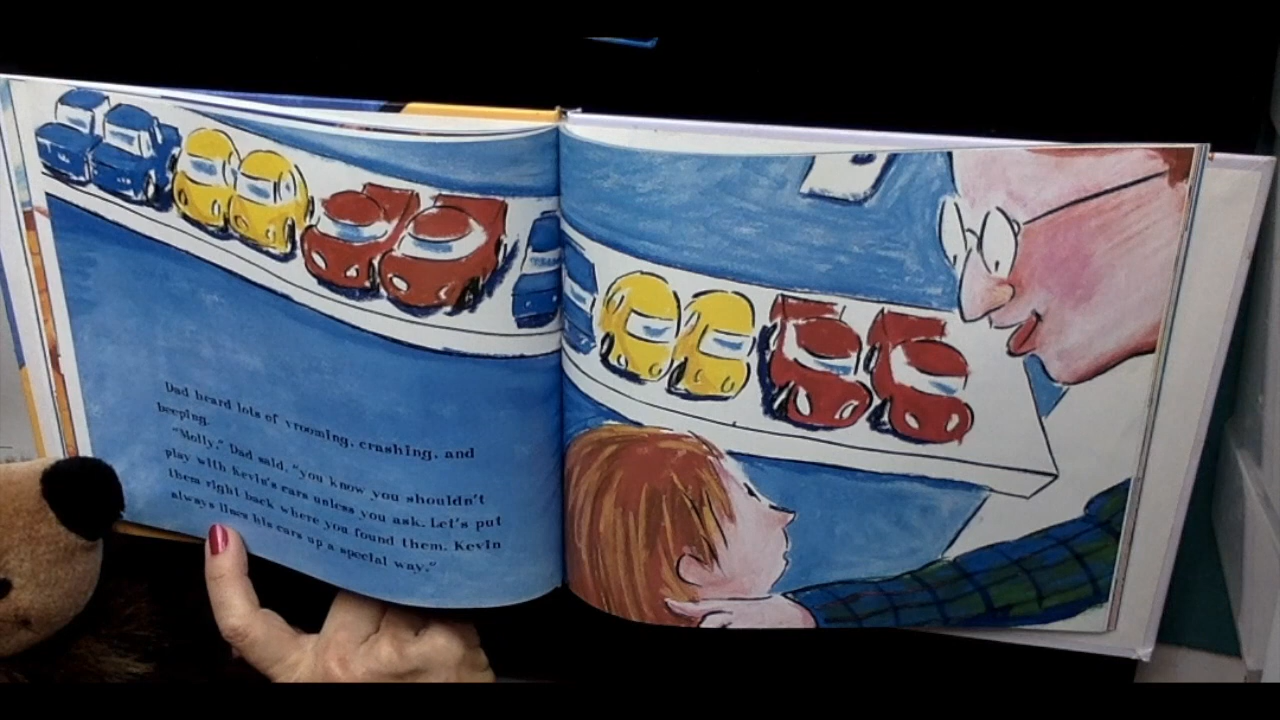 Dad heard lots of vrooming, crashing, and
beeping.
"Molly," Dad said, "you know you shouldn't
play with Kevin's cars unless you ask. Let's put
them right back where you found them. Kevin
always lines his cars up a special way."